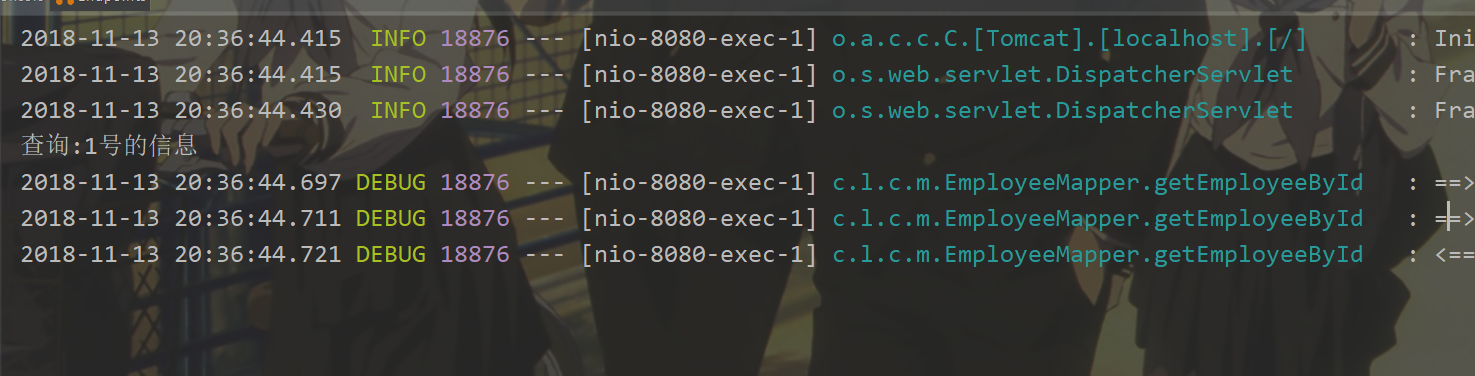 2018-11-13 20:36:44.415  INFO 18876 --- [nio-8080-exec-1] o.a.c.c.C.[Tomcat].[localhost].[/]       : Ini
2018-11-13 20:36:44.415  INFO 18876 --- [nio-8080-exec-1] o.s.web.servlet.DispatcherServlet        : Fra
2018-11-13 20:36:44.430  INFO 18876 --- [nio-8080-exec-1] o.s.web.servlet.DispatcherServlet        : Fra
查询:1号的信息
2018-11-13 20:36:44.697 DEBUG 18876 --- [nio-8080-exec-1] c.l.c.m.EmployeeMapper.getEmployeeById   : ==>
2018-11-13 20:36:44.711 DEBUG 18876 --- [nio-8080-exec-1] c.l.c.m.EmployeeMapper.getEmployeeById   : ==>
2018-11-13 20:36:44.721 DEBUG 18876 --- [nio-8080-exec-1] c.l.c.m.EmployeeMapper.getEmployeeById   : <==